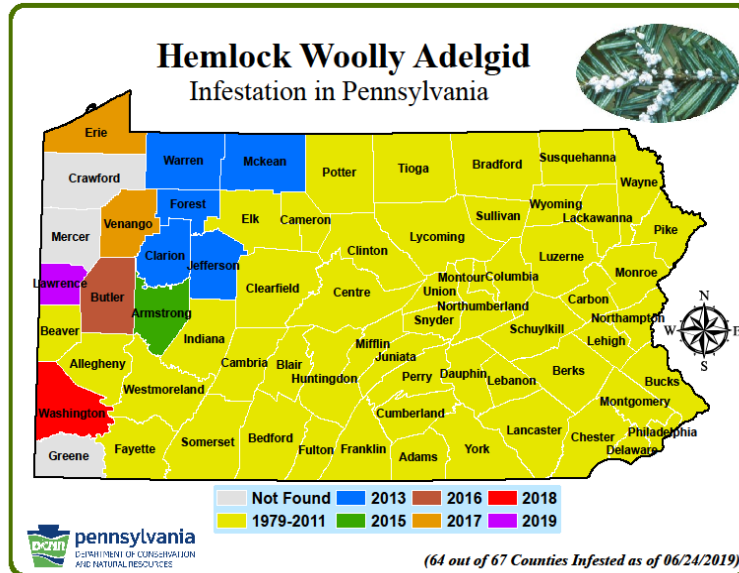 Hemlock Woolly Adelgid
Infestation in Pennsylvania
Erie
Crawford
Warren
Mckean
Potter
Tioga
Bradford
Susquehanna
Wayne
Forest
Venango
Mercer
Elk
Cameron
Sullivan
Wyoming
Lackawanna
Lycoming
Pike
Clarion
Jefferson
Clinton
Luzerne
Monroe
Lawrence
Butler
Clearfield
Centre
Montour
Columbia
Union
Carbon
Armstrong
Northumberland
Northampton
Beaver
Indiana
Snyder
Schuylkill
Lehigh
Mifflin
Juniata
Allegheny
Cambria
Blair
Huntingdon
Perry
Dauphin
Lebanon
Berks
Bucks
Westmoreland
Montgomery
Washington
Cumberland
Lancaster
Philadelphia
Greene
Fayette
Somerset
Bedford
Fulton
Franklin
Adams
York
Chester
Delaware
N
W
E
S
Not Found 2013 2016 2018
1979-2011 2015 2017 2019
dcnr
pennsylvania
DEPARTMENT OF CONSERVATION
AND NATURAL RESOURCES
(64 out of 67 Counties Infested as of 06/24/2019)